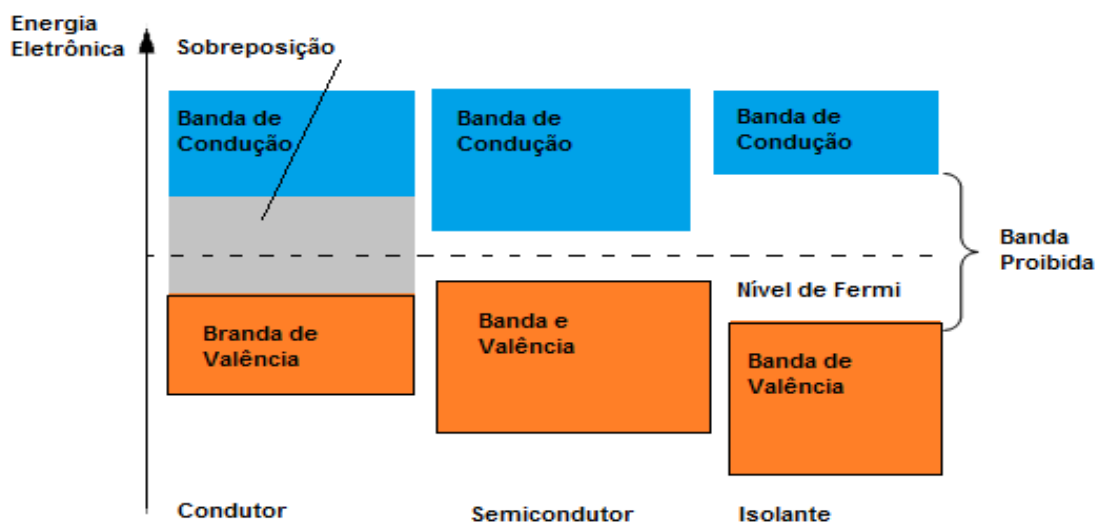 Energia
Eletrônica
Sobreposição
Banda de
Condução
Banda de
Condução
Banda de
Condução
Banda
Proibida
Nível de Fermi
Branda de
Valência
Banda e
Valência
Banda de
Valência
Condutor
Semicondutor
Isolante